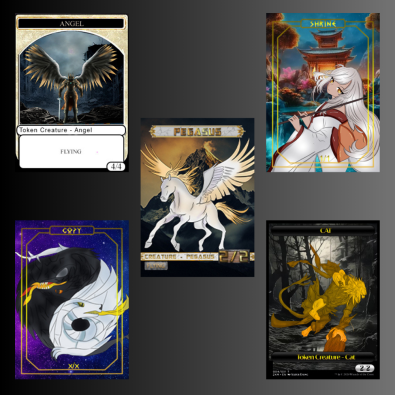 ANGEL
Token Creature - Angel
FLYING
4/4
SHRINE
PEGASUS
CREATURE - PEGASUS
2/2
COPY
X/X
CAT
Token Creature - Cat
2/2